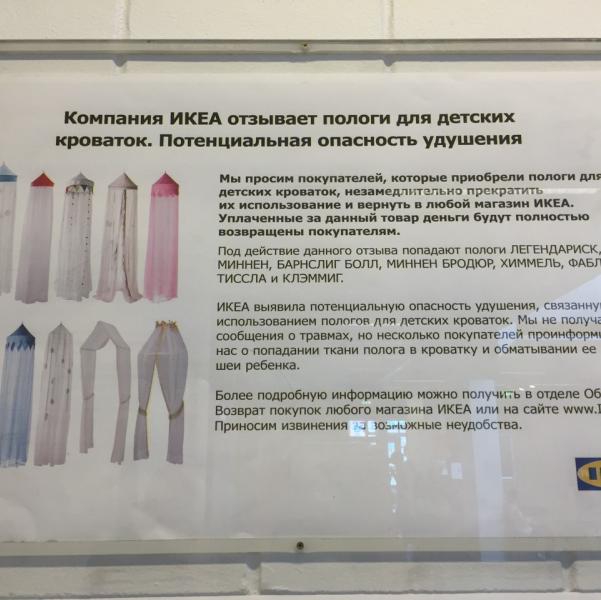 Компания ИКЕА отзывает пологи для детских
кроваток. Потенциальная опасность удушения
Мы просим покупателей, которые приобрели пологи для
детских кроваток, незамедлительно прекратить
их использование и вернуть в любой магазин ИКЕА.
Уплаченные за данный товар деньги будут полностью
возвращены покупателям.
Под действие данного отзыва попадают пологи ЛЕГЕНДАРИСК,
МИННЕН, БАРНСЛИГ БОЛЛ, МИННЕН БРОДЮР, ХИММЕЛЬ,
ТИССЛА и КЛЭММИГ.
ИКЕА выявила потенциальную опасность удушения,
использованием пологов для детских кроваток. Мы не
сообщения о травмах, но несколько покупателей
нас о попадании ткани полога в кроватку и обматывании ее
шеи ребенка.
Более подробную информацию можно получить в отделе
Возврат покупок любого магазина ИКЕА или на сайте
Приносим извинения за возможные неудобства.